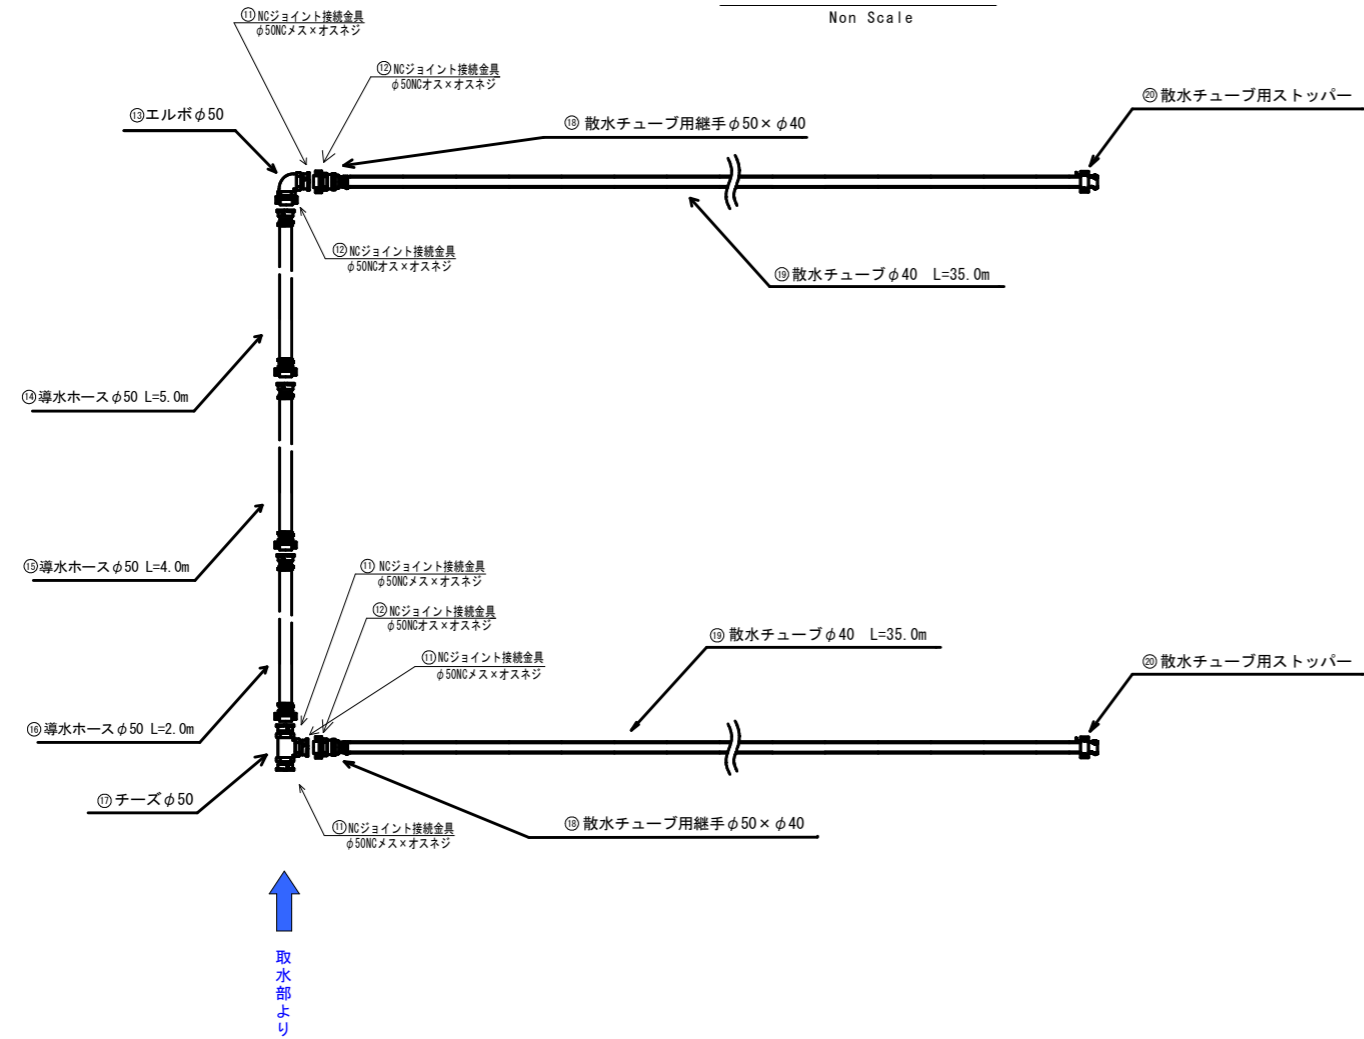 Non Scale
⑪NCジョイント接続金具
φ50NCメス×オスネジ
⑫NCジョイント接続金具
φ50NCオス×オスネジ
⑬エルボφ50
⑱ 散水チューブ用継手φ50×φ40
⑳散水チューブ用ストッパー
⑫NCジョイント接続金具
φ50NCオス×オスネジ
⑲散水チューブφ40 L=35.0m
⑭導水ホースφ50 L=5.0m
⑮導水ホースφ50 L=4.0m
⑪ NCジョイント接続金具
φ50NCメス×オスネジ
⑫NCジョイント接続金具
φ50NCオス×オスネジ
⑪NCジョイント接続金具
φ50NCメス×オスネジ
⑲ 散水チューブφ40 L=35.0m
⑳散水チューブ用ストッパー
⑯導水ホースφ50 L=2.0m
⑰チーズφ50
⑪NCジョイント接続金具
φ50NCメス×オスネジ
⑱ 散水チューブ用継手φ50×φ40
取水部より